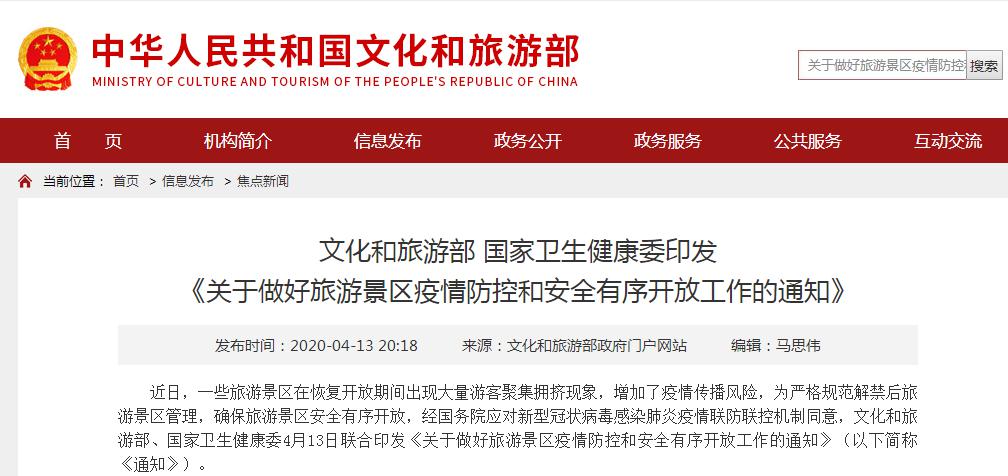 中华人民共和国文化和旅游部
MINISTRY OF CULTURE AND TOURISM OF THE PEOPLE'S REPUBLIC OF CHINA
关于做好旅游景区疫情防控 搜索
首 页 机构简介 信息发布 政务公开 政务服务 公共服务 互动交流
当前位置： 首页 > 信息发布 > 焦点新闻
文化和旅游部 国家卫生健康委印发
《关于做好旅游景区疫情防控和安全有序开放工作的通知》
发布时间：2020-04-13 20:18 来源：文化和旅游部政府门户网站 编辑：马思伟
近日，一些旅游景区在恢复开放期间出现大量游客聚集拥挤现象，增加了疫情传播风险，为严格规范解禁后旅
游景区管理，确保旅游景区安全有序开放，经国务院应对新型冠状病毒感染肺炎疫情联防联控机制同意，文化和旅
游部、国家卫生健康委4月13日联合印发《关于做好旅游景区疫情防控和安全有序开放工作的通知》（以下简称
《通知》）。